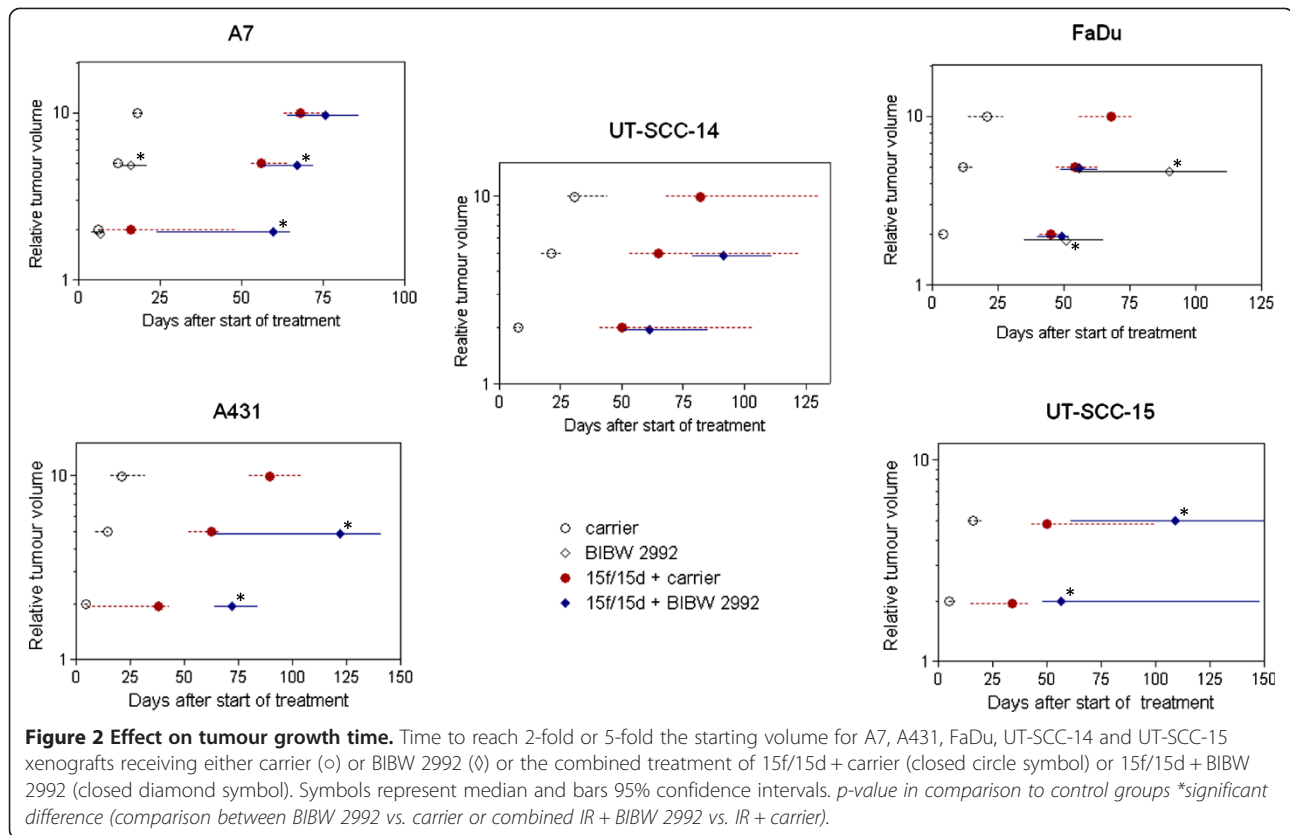 A7
Relative tumour volume
10
1
0 25 50 75 100
Days after start of treatment
*
*
*
FaDu
Relative tumour volume
10
1
0 25 50 75 100 125
Days after start of treatment
*
*
UT-SCC-14
Realtive tumour volume
10
1
0 25 50 75 100 125
Days after start of treatment
A431
Relative tumour volume
10
1
0 25 50 75 100 125 150
Days after start of treatment
*
*
carrier
BIBW 2992
15f/15d + carrier
15f/15d + BIBW 2992
UT-SCC-15
Relative tumour volume
10
1
0 25 50 75 100 125 150
Days after start of treatment
*
*
Figure 2 Effect on tumour growth time. Time to reach 2-fold or 5-fold the starting volume for A7, A431, FaDu, UT-SCC-14 and UT-SCC-15
xenografts receiving either carrier (○) or BIBW 2992 (◊) or the combined treatment of 15f/15d + carrier (closed circle symbol) or 15f/15d + BIBW
2992 (closed diamond symbol). Symbols represent median and bars 95% confidence intervals. p-value in comparison to control groups *significant
difference (comparison between BIBW 2992 vs. carrier or combined IR + BIBW 2992 vs. IR + carrier).